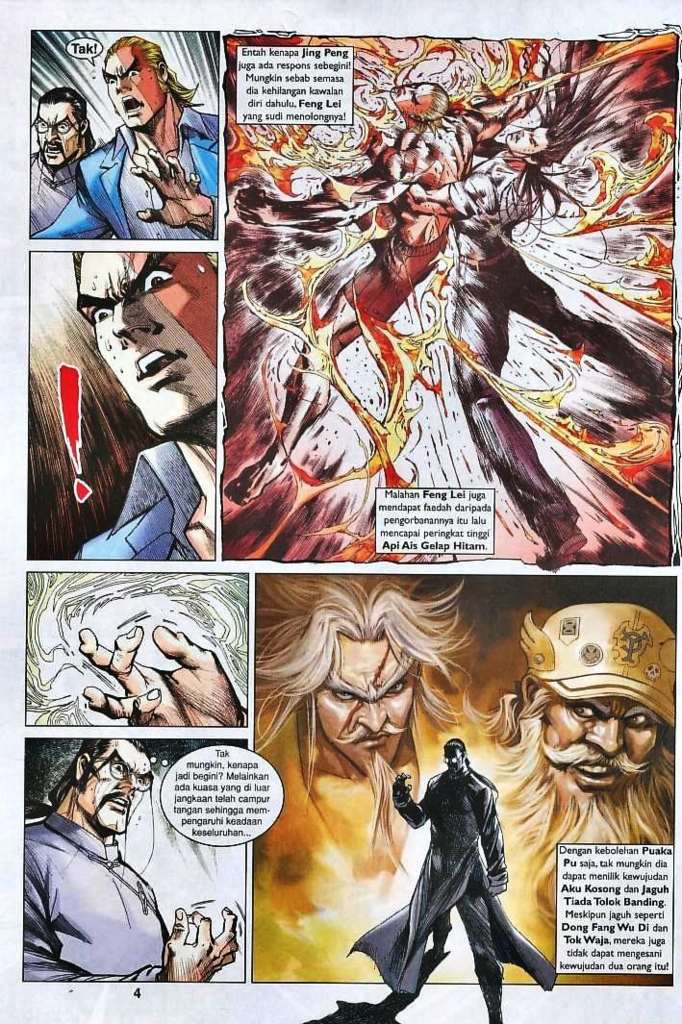 Tak!
Entah kenapa Jing Peng
juga ada respons sebegini!
Mungkin sebab semasa
dia kehilangan kawalan
diri dahulu, Feng Lei
yang sudi menolongnya!
!
Malahan Feng Lei juga
mendapat faedah daripada
pengorbanannya itu lalu
mencapai peringkat tinggi
Api Ais Gelap Hitam.
Tak
mungkin, kenapa
jadi begini? Melainkan
ada kuasa yang di luar
jangkaan telah campur
tangan sehingga mem-
pengaruhi keadaan
keseluruhan...
P
Dengan kebolehan Puaka
Pu saja, tak mungkin dia
dapat menilik kewujudan
Aku Kosong dan Jaguh
Tiada Tolok Banding.
Meskipun jaguh seperti
Dong Fang Wu Di dan
Tok Waja, mereka juga
tidak dapat mengesani
kewujudan dua orang itu!
4